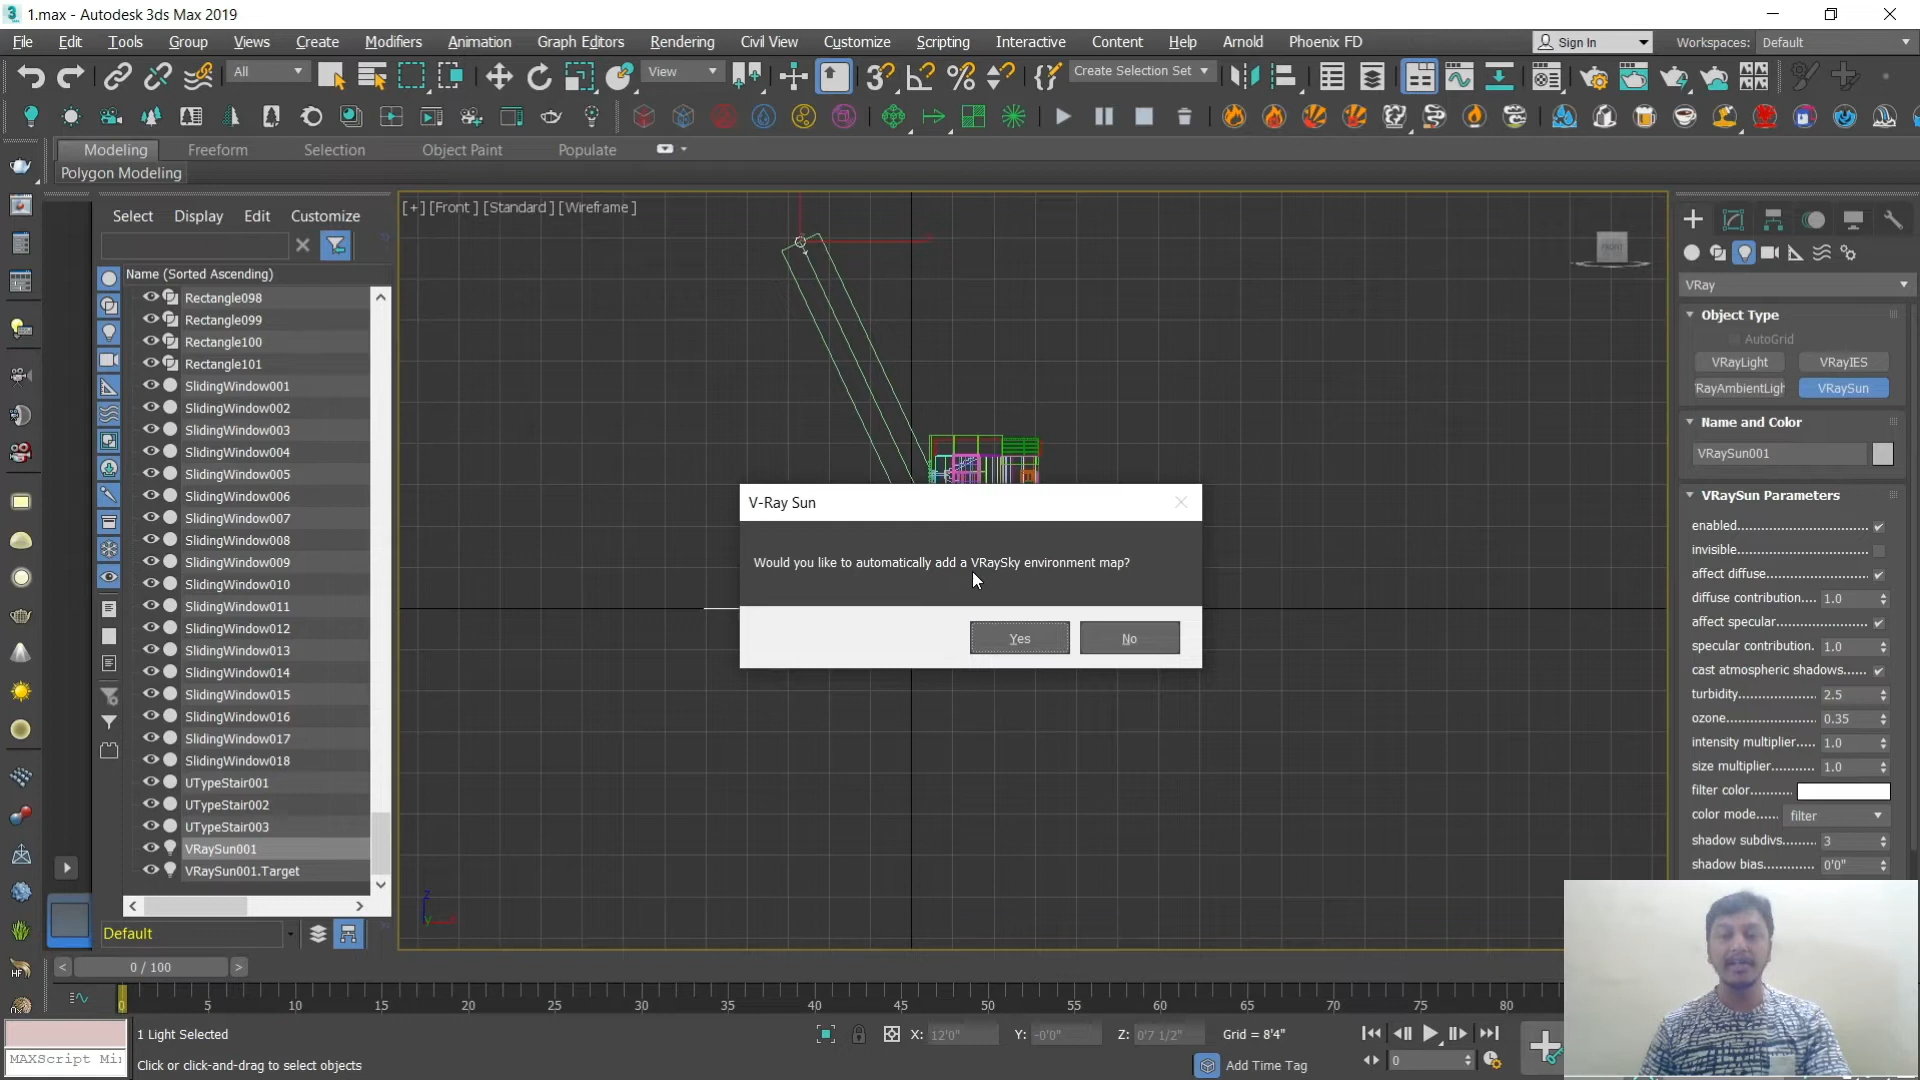 1.max - Autodesk 3ds Max 2019
File Edit Tools Group Views Create Modifiers Animation Graph Editors Rendering Civil View Customize Scripting Interactive Content Help Arnold Phoenix FD Sign In Workspaces: Default
All View Create Selection Set
Modeling Freeform Selection Object Paint Populate
Polygon Modeling
Select Display Edit Customize
Name (Sorted Ascending)
Rectangle098
Rectangle099
Rectangle100
Rectangle101
SlidingWindow001
SlidingWindow002
SlidingWindow003
SlidingWindow004
SlidingWindow005
SlidingWindow006
SlidingWindow007
SlidingWindow008
SlidingWindow009
SlidingWindow010
SlidingWindow011
SlidingWindow012
SlidingWindow013
SlidingWindow014
SlidingWindow015
SlidingWindow016
SlidingWindow017
SlidingWindow018
UTypeStair001
UTypeStair002
UTypeStair003
VRaySun001
VRaySun001.Target
Default
[+] [Front ] [Standard ] [Wireframe ]
FRONT
V-Ray Sun
Would you like to automatically add a VRaySky environment map?
Yes No
VRay
Object Type
AutoGrid
VRayLight VRayIES
RayAmbientLigh VRaySun
Name and Color
VRaySun001
VRaySun Parameters
enabled
invisible
affect diffuse
diffuse contribution.... 1.0
affect specular
specular contribution. 1.0
cast atmospheric shadows......
turbidity 2.5
ozone 0.35
intensity multiplier..... 1.0
size multiplier 1.0
filter color
color mode..... filter
shadow subdivs 3
shadow bias 0'0"
z
y
x
< 0 / 100 >
0 5 10 15 20 25 30 35 40 45 50 55 60 65 70 75 80
1 Light Selected
X: 12'0" Y: -0'0" Z: 0'7 1/2" Grid = 8'4"
MAXScript Mi
Click or click-and-drag to select objects
Add Time Tag
0